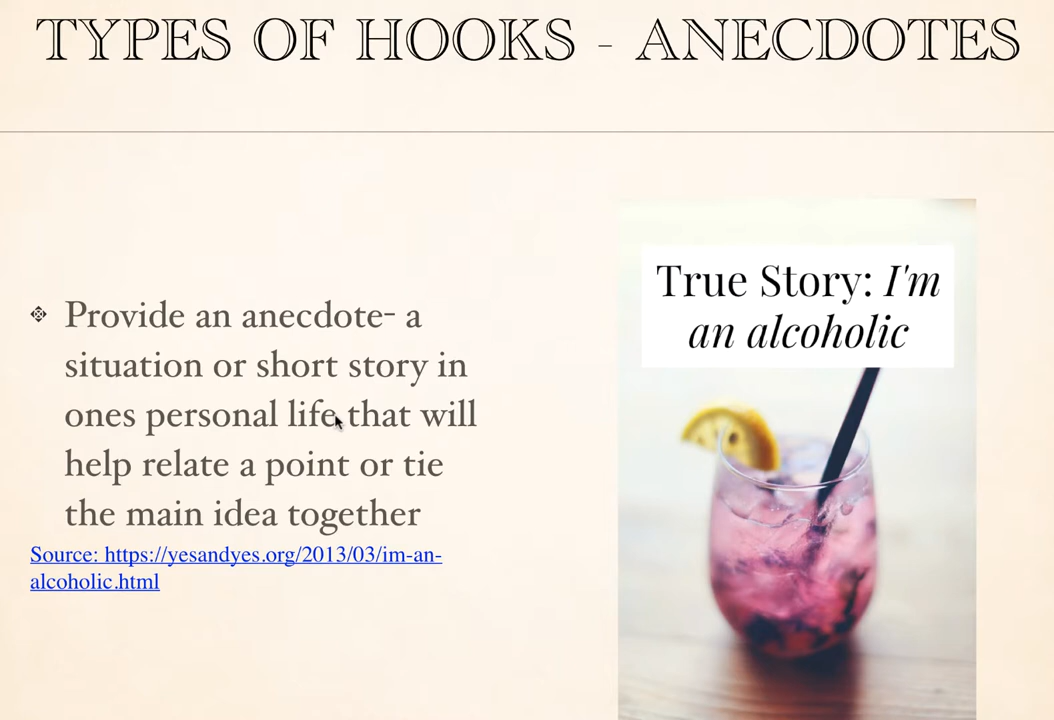 TYPES OF HOOKS - ANECDOTES
Provide an anecdote- a
situation or short story in
ones personal life that will
help relate a point or tie
the main idea together
Source: https://yesandyes.org/2013/03/im-an-
alcoholic.html
True Story: I'm
an alcoholic